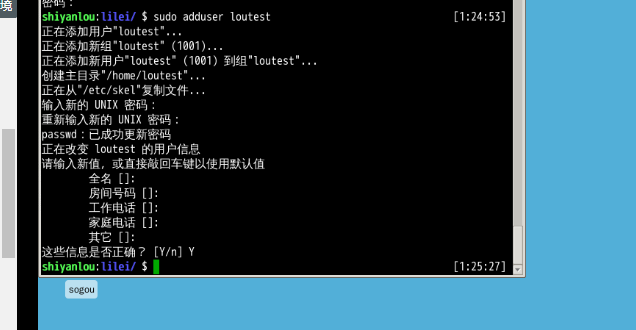 境
密码：
shiyanlou:lilei/ $ sudo adduser loutest [1:24:53]
正在添加用户"loutest"...
正在添加新组"loutest" (1001)...
正在添加新用户"loutest" (1001) 到组"loutest"...
创建主目录"/home/loutest"...
正在从"/etc/skel"复制文件...
输入新的 UNIX 密码：
重新输入新的 UNIX 密码：
passwd：已成功更新密码
正在改变 loutest 的用户信息
请输入新值，或直接敲回车键以使用默认值
全名 []:
房间号码 []:
工作电话 []:
家庭电话 []:
其它 []:
这些信息是否正确？ [Y/n] Y
shiyanlou:lilei/ $ [1:25:27]
sogou